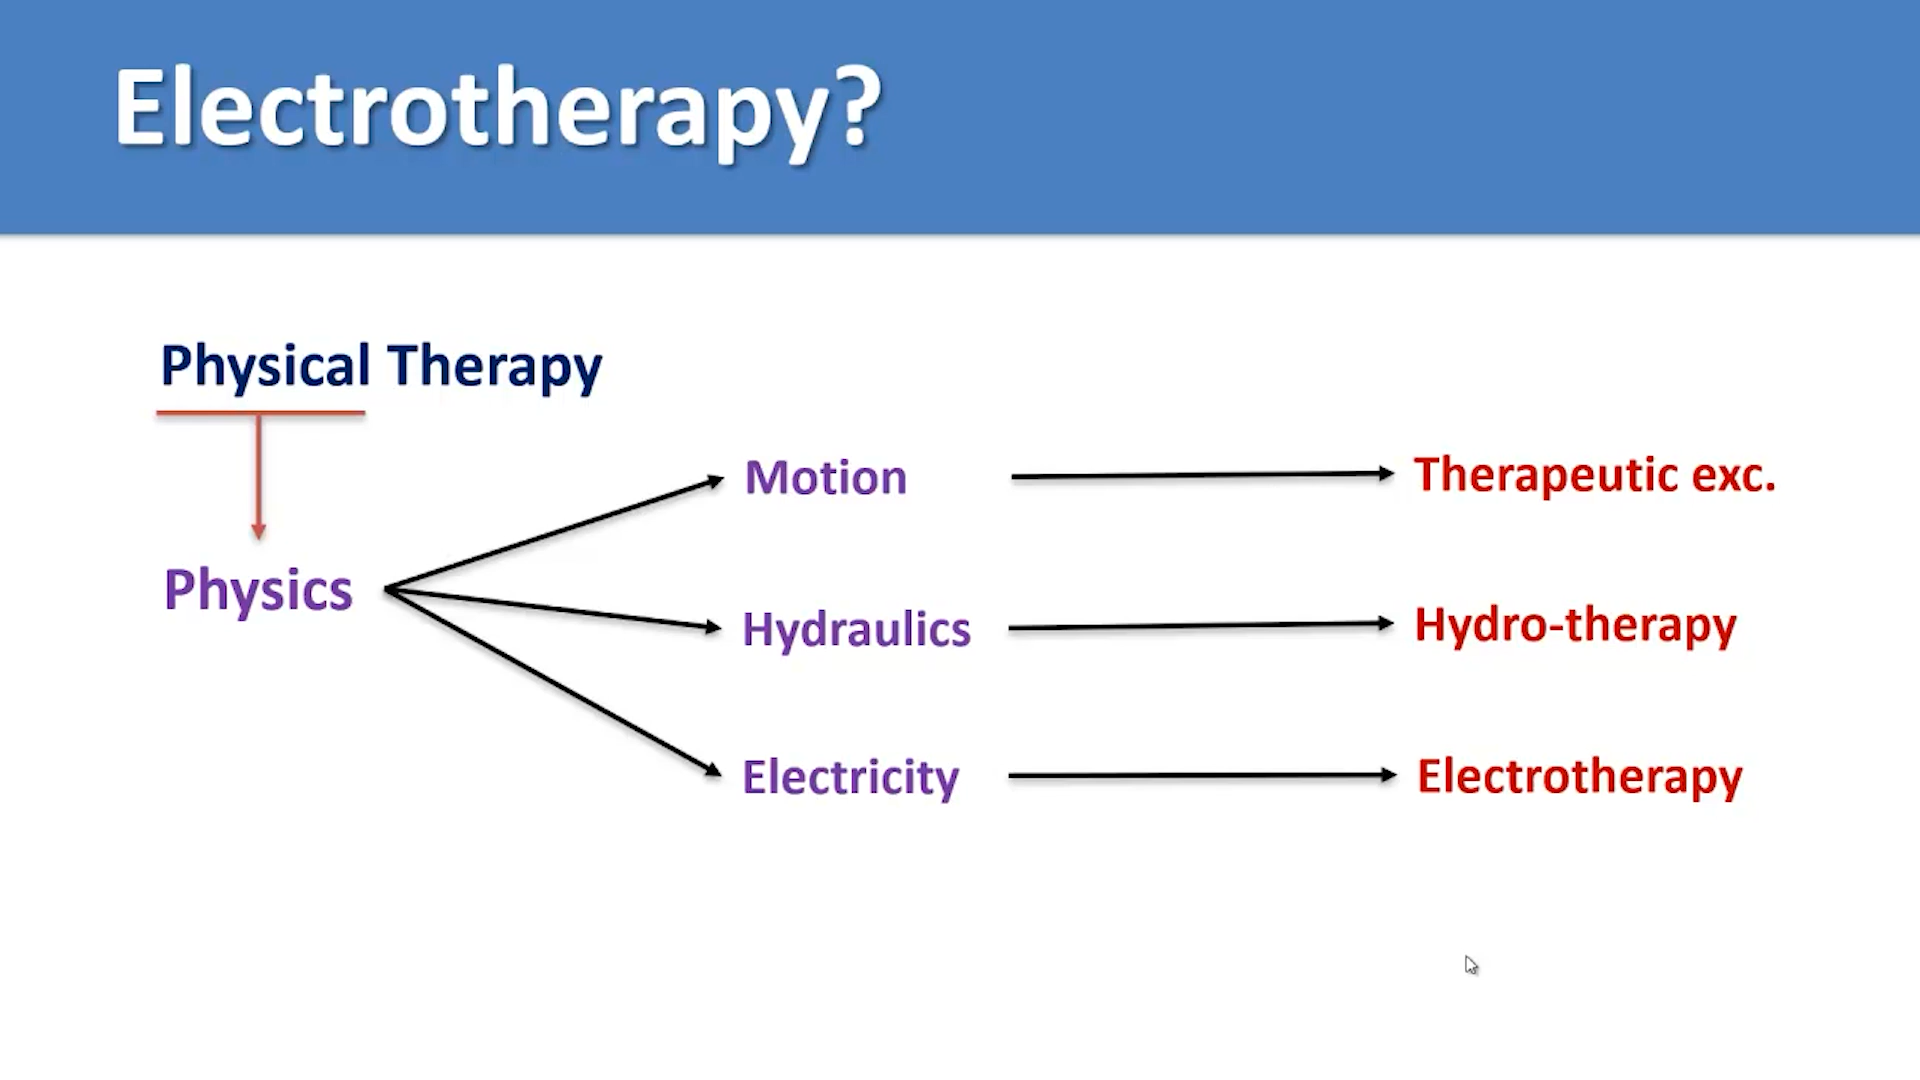 Electrotherapy?
Physical Therapy
Physics
Motion
Therapeutic exc.
Hydraulics
Hydro-therapy
Electricity
Electrotherapy